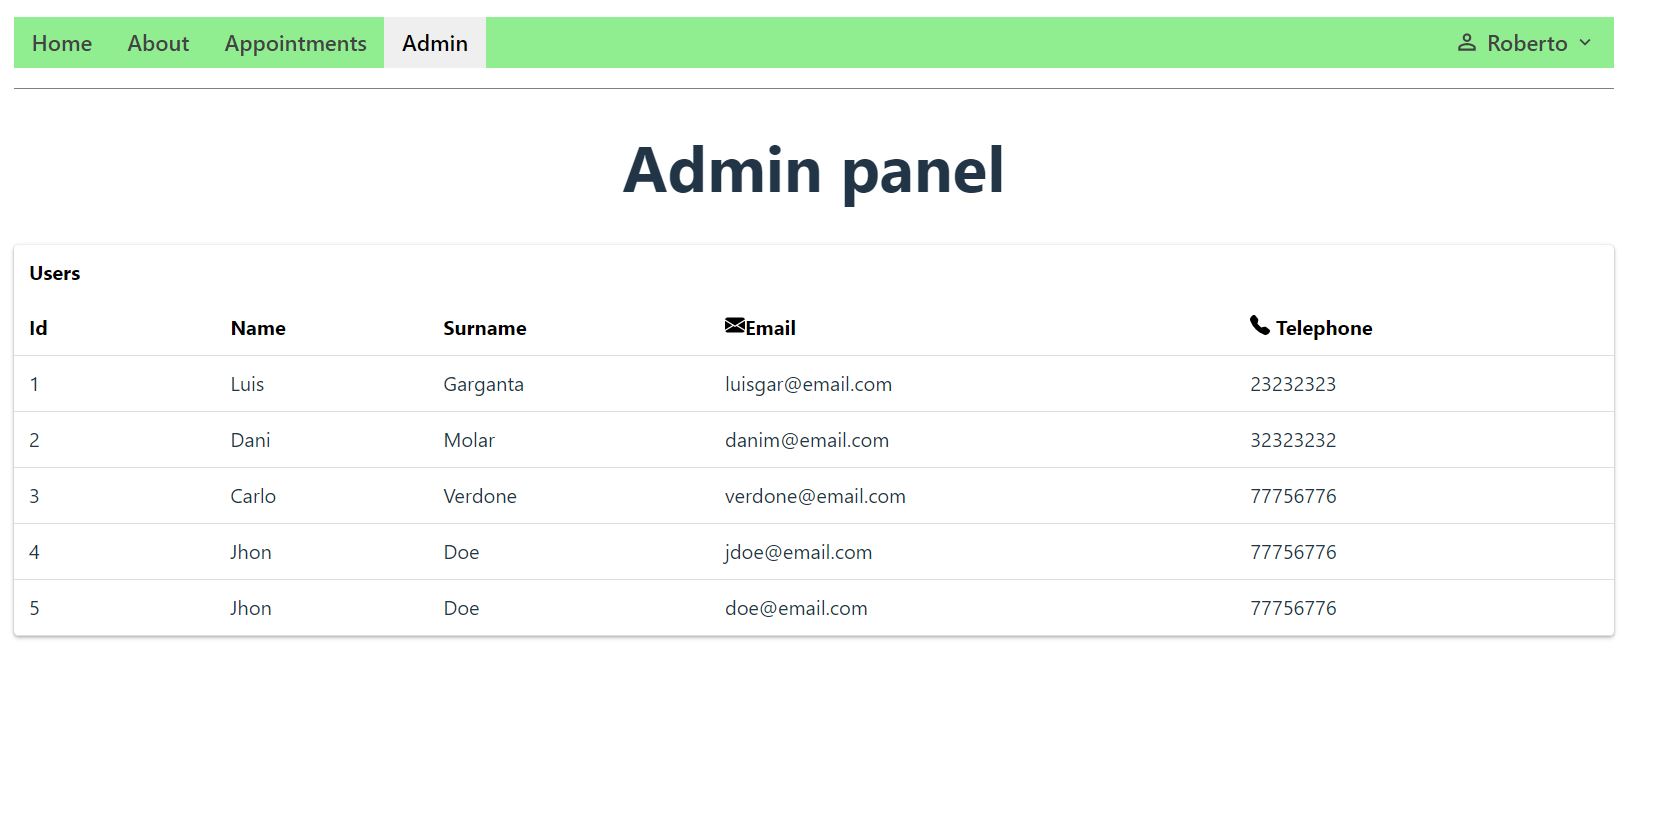 Home About Appointments Admin Roberto
Admin panel
Users
Id Name Surname Email Telephone
1 Luis Garganta luisgar@email.com 23232323
2 Dani Molar danim@email.com 32323232
3 Carlo Verdone verdone@email.com 77756776
4 Jhon Doe jdoe@email.com 77756776
5 Jhon Doe doe@email.com 77756776